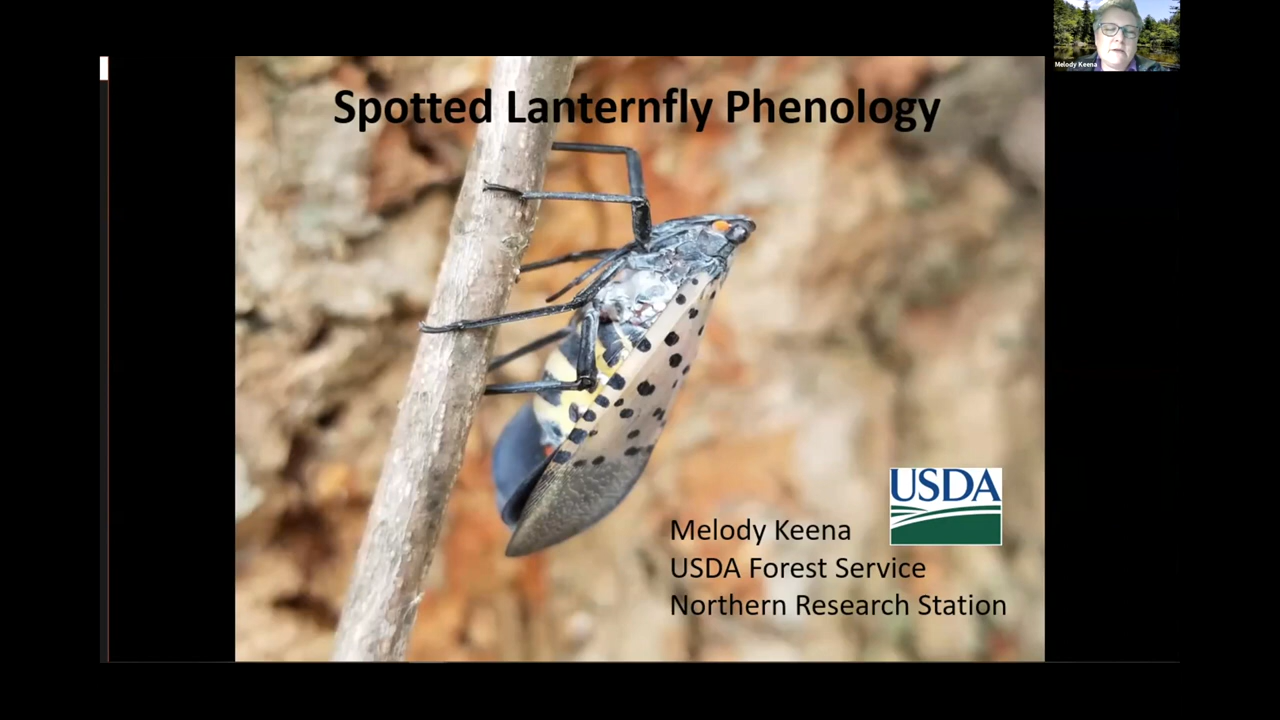 Melody Keena
Spotted Lanternfly Phenology
USDA
Melody Keena
USDA Forest Service
Northern Research Station